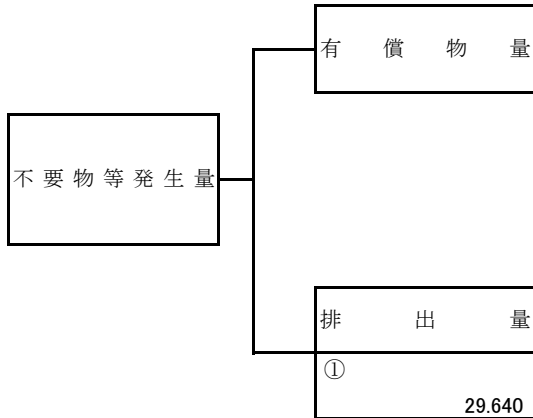 有償物量
不要物等発生量
排出量
①
29.640